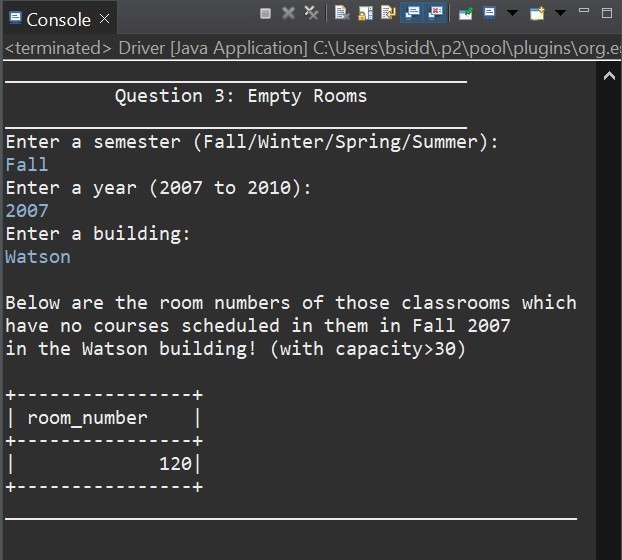 Console
<terminated> Driver [Java Application] C:\Users\bsidd\.p2\pool\plugins\org.e
Question 3: Empty Rooms
Enter a semester (Fall/Winter/Spring/Summer):
Fall
Enter a year (2007 to 2010):
2007
Enter a building:
Watson
Below are the room numbers of those classrooms which
have no courses scheduled in them in Fall 2007
in the Watson building! (with capacity>30)
+----------------+
| room_number    |
+----------------+
|             120|
+----------------+